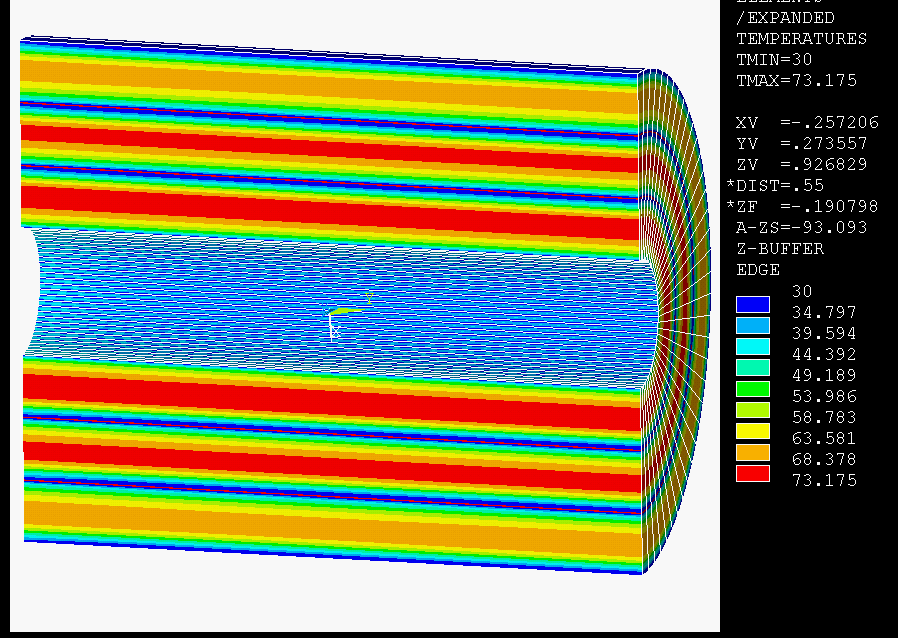 /EXPANDED
TEMPERATURES
TMIN=30
TMAX=73.175
XV =-.257206
YV =.273557
ZV =.926829
*DIST=.55
*ZF =-.190798
A-ZS=-93.093
Z-BUFFER
EDGE
30
34.797
39.594
44.392
49.189
53.986
58.783
63.581
68.378
73.175